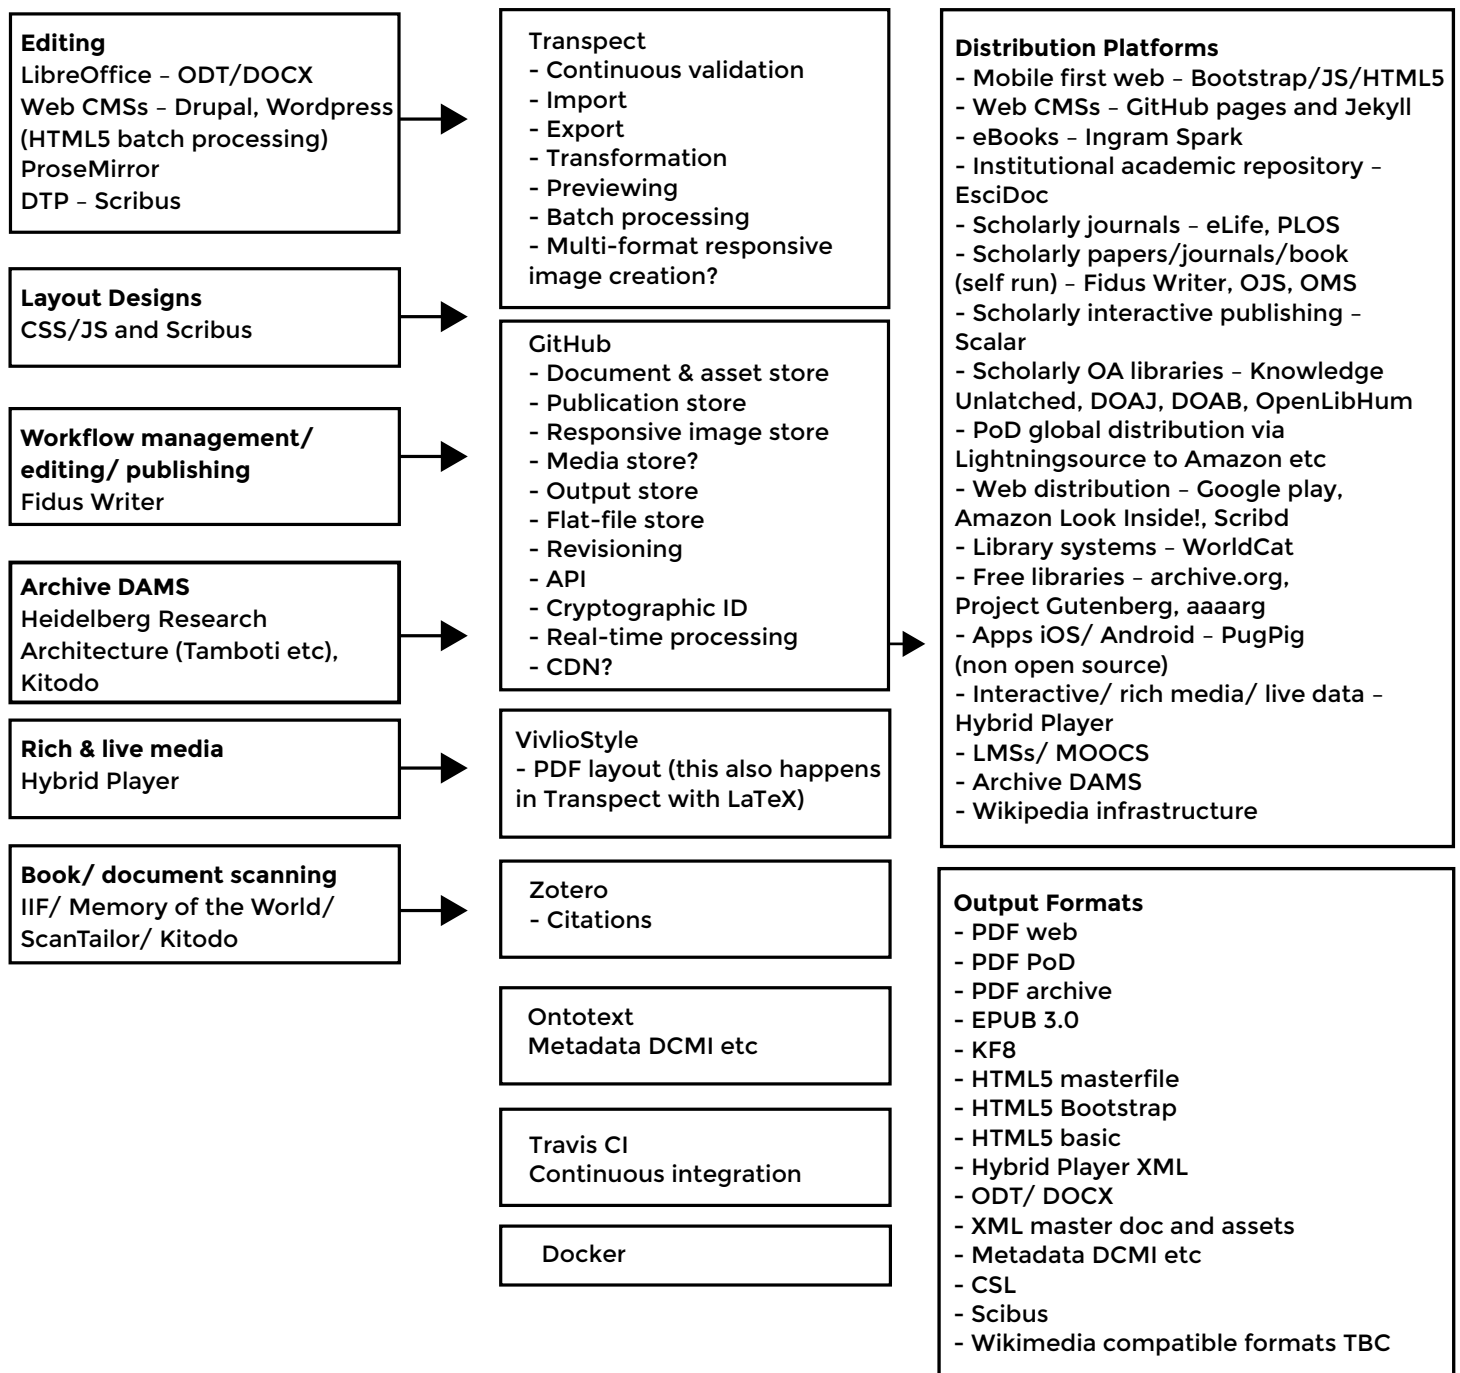 Editing
LibreOffice – ODT/DOCX
Web CMSs – Drupal, Wordpress
(HTML5 batch processing)
ProseMirror
DTP – Scribus
Layout Designs
CSS/JS and Scribus
Workflow management/
editing/ publishing
Fidus Writer
Archive DAMS
Heidelberg Research
Architecture (Tamboti etc),
Kitodo
Rich & live media
Hybrid Player
Book/ document scanning
IIF/ Memory of the World/
ScanTailor/ Kitodo
Transpect
- Continuous validation
- Import
- Export
- Transformation
- Previewing
- Batch processing
- Multi-format responsive
image creation?
GitHub
- Document & asset store
- Publication store
- Responsive image store
- Media store?
- Output store
- Flat-file store
- Revisioning
- API
- Cryptographic ID
- Real-time processing
- CDN?
VivlioStyle
- PDF layout (this also happens
in Transpect with LaTeX)
Zotero
- Citations
Ontotext
Metadata DCMI etc
Travis CI
Continuous integration
Docker
Distribution Platforms
- Mobile first web – Bootstrap/JS/HTML5
- Web CMSs – GitHub pages and Jekyll
- eBooks – Ingram Spark
- Institutional academic repository –
EsciDoc
- Scholarly journals – eLife, PLOS
- Scholarly papers/journals/book
(self run) – Fidus Writer, OJS, OMS
- Scholarly interactive publishing –
Scalar
- Scholarly OA libraries – Knowledge
Unlatched, DOAJ, DOAB, OpenLibHum
- PoD global distribution via
Lightningsource to Amazon etc
- Web distribution – Google play,
Amazon Look Inside!, Scribd
- Library systems – WorldCat
- Free libraries – archive.org,
Project Gutenberg, aaaarg
- Apps iOS/ Android – PugPig
(non open source)
- Interactive/ rich media/ live data –
Hybrid Player
- LMSs/ MOOCS
- Archive DAMS
- Wikipedia infrastructure
Output Formats
- PDF web
- PDF PoD
- PDF archive
- EPUB 3.0
- KF8
- HTML5 masterfile
- HTML5 Bootstrap
- HTML5 basic
- Hybrid Player XML
- ODT/ DOCX
- XML master doc and assets
- Metadata DCMI etc
- CSL
- Scibus
- Wikimedia compatible formats TBC